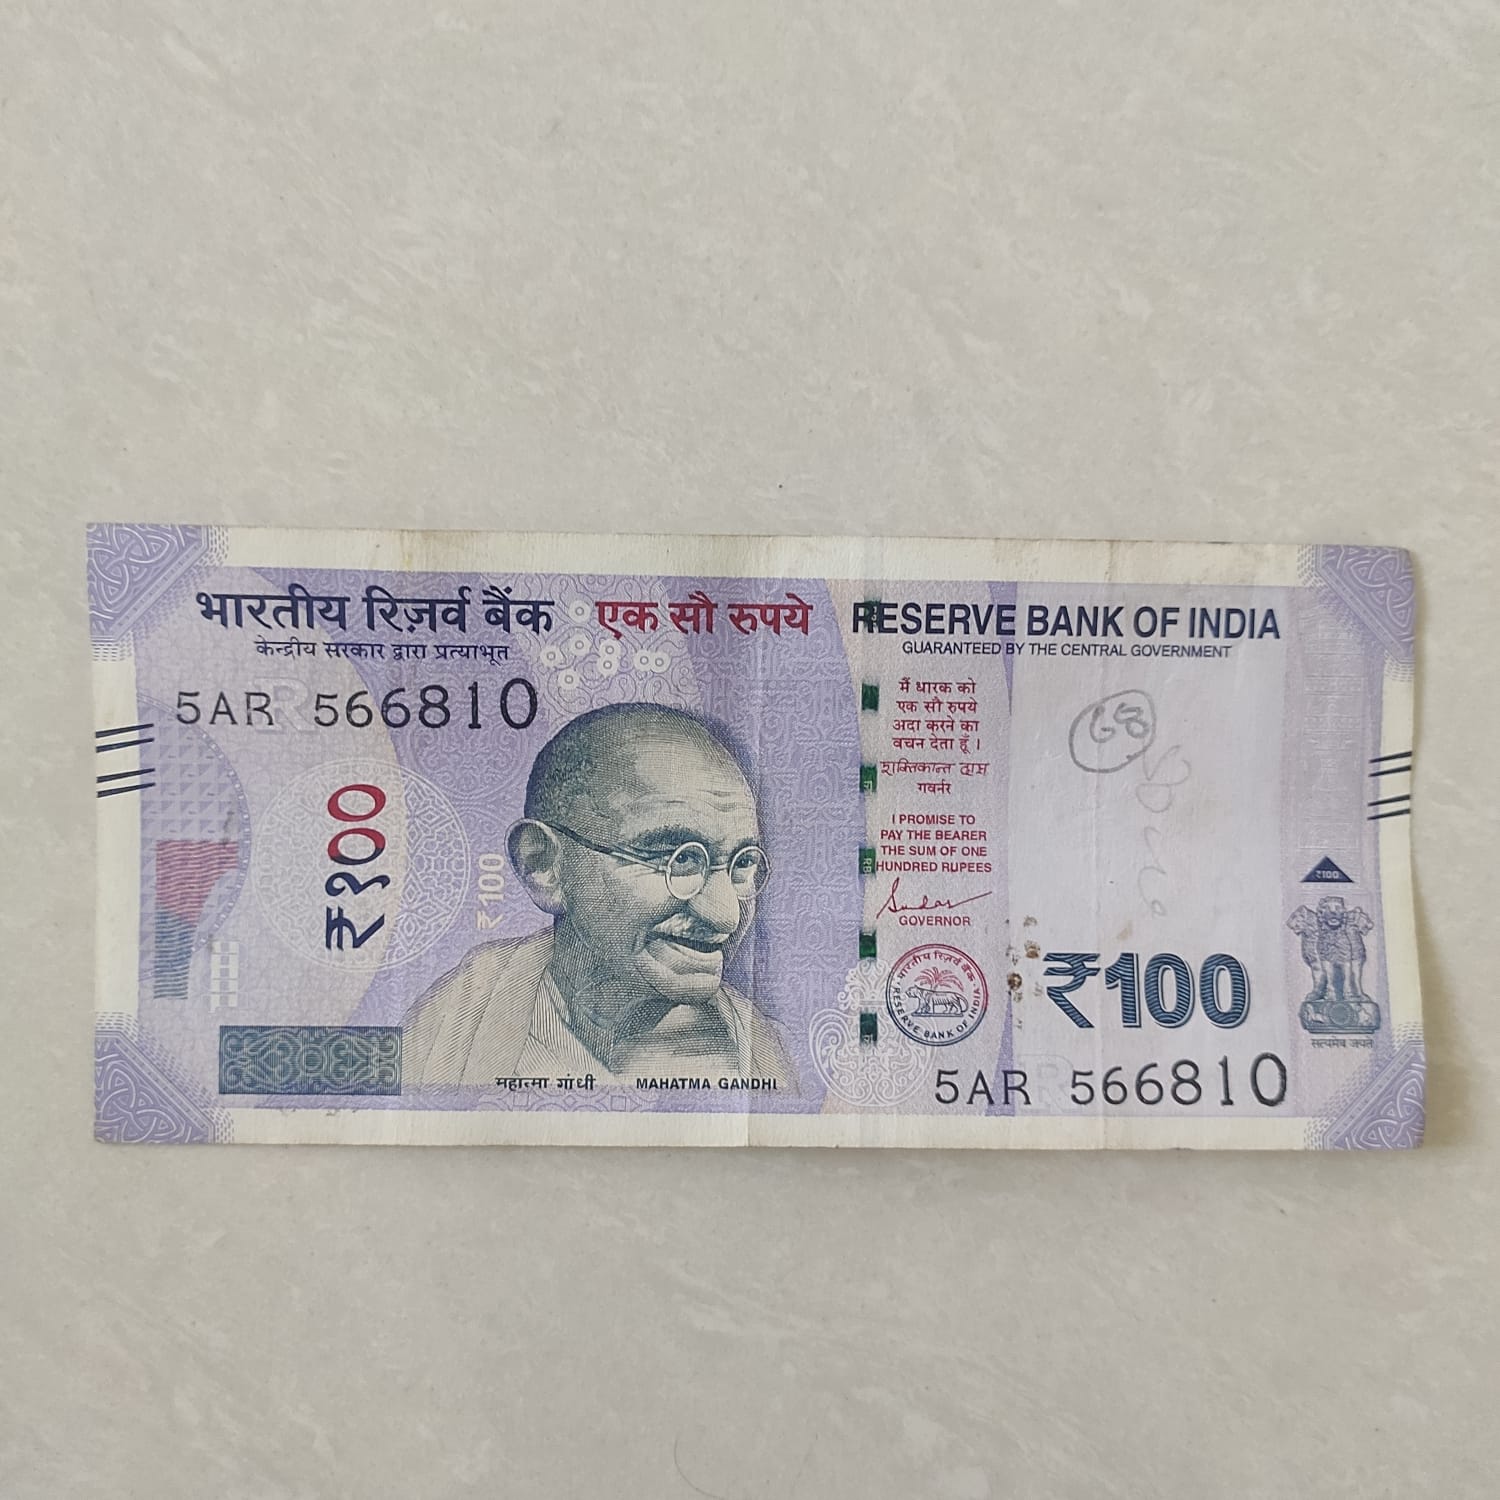 भारतीय रिज़र्व बैंक एक सौ रुपये RESERVE BANK OF INDIA
केन्द्रीय सरकार द्वारा प्रत्याभूत
GUARANTEED BY THE CENTRAL GOVERNMENT
5AR 566810
मैं धारक को
एक सौ रुपये
अदा करने का
वचन देता हूँ।
शक्तिकान्त दास
गवर्नर
I PROMISE TO
PAY THE BEARER
THE SUM OF ONE
HUNDRED RUPEES
GOVERNOR
₹१००
₹100
भारतीय रिज़र्व बैंक
RESERVE BANK OF INDIA
₹100
₹100
सत्यमेव जयते
महात्मा गांधी MAHATMA GANDHI
5AR 566810